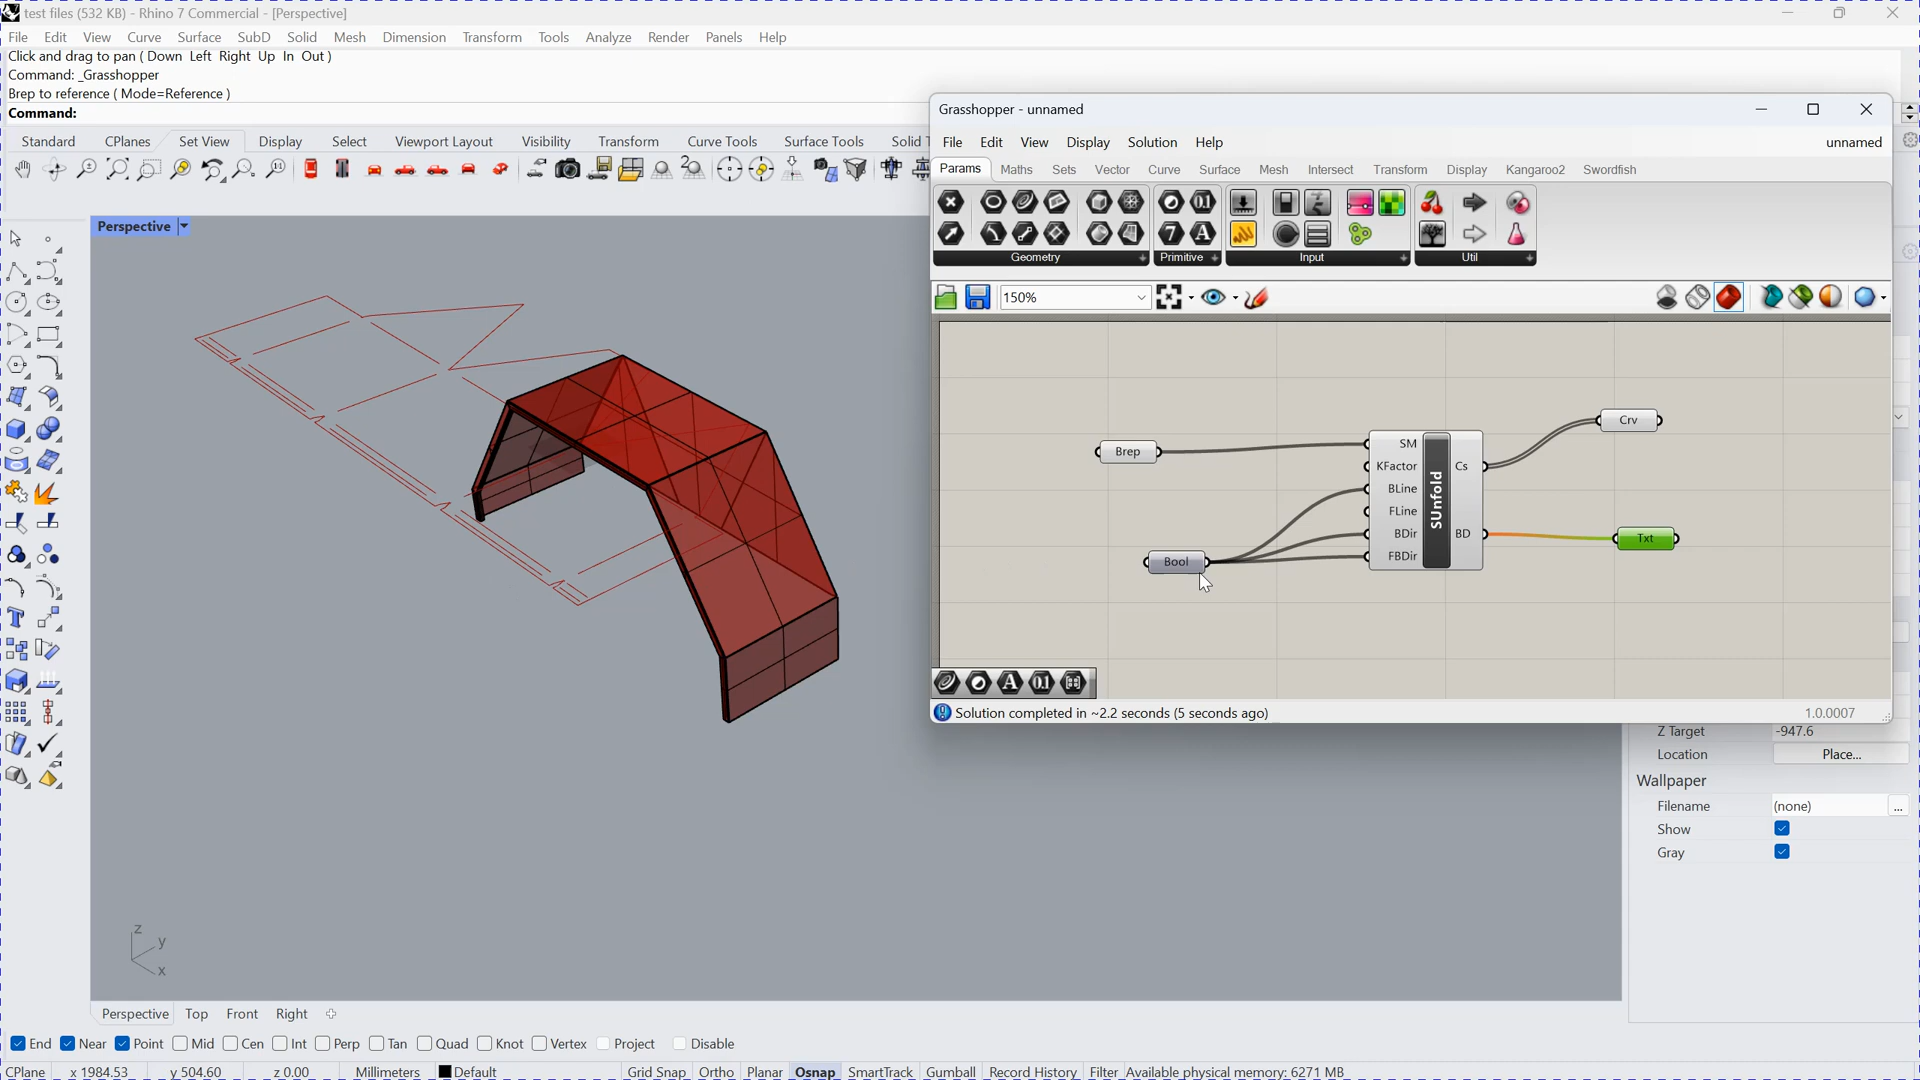 test files (532 KB) - Rhino 7 Commercial - [Perspective]
File Edit View Curve Surface SubD Solid Mesh Dimension Transform Tools Analyze Render Panels Help
Click and drag to pan ( Down Left Right Up In Out )
Command: _Grasshopper
Brep to reference ( Mode=Reference )
Command:
Standard CPlanes Set View Display Select Viewport Layout Visibility Transform Curve Tools Surface Tools Solid T
Perspective
Grasshopper - unnamed
File Edit View Display Solution Help unnamed
Params Maths Sets Vector Curve Surface Mesh Intersect Transform Display Kangaroo2 Swordfish
Geometry Primitive Input Util
150%
Brep
Bool
SM
KFactor
BLine
FLine
BDir
FBDir
SUnfold
Cs
BD
Crv
Txt
Solution completed in ~2.2 seconds (5 seconds ago) 1.0.0007
Z Target -947.6
Location Place...
Wallpaper
Filename (none) ...
Show
Gray
z
y
x
Perspective Top Front Right
End Near Point Mid Cen Int Perp Tan Quad Knot Vertex Project Disable
CPlane x 1984.53 y 504.60 z 0.00 Millimeters Default Grid Snap Ortho Planar Osnap SmartTrack Gumball Record History Filter Available physical memory: 6271 MB